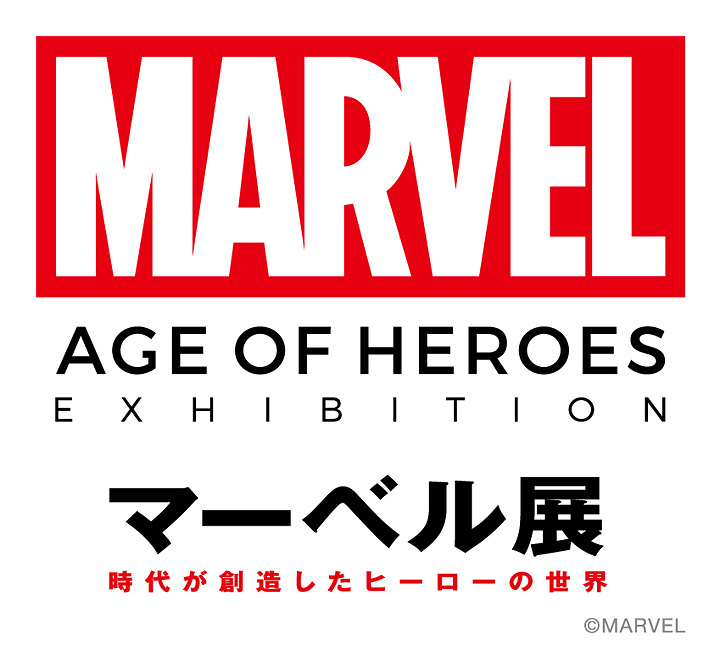 MARVEL
AGE OF HEROES
EXHIBITION
マーベル展
時代が創造したヒーローの世界
©MARVEL